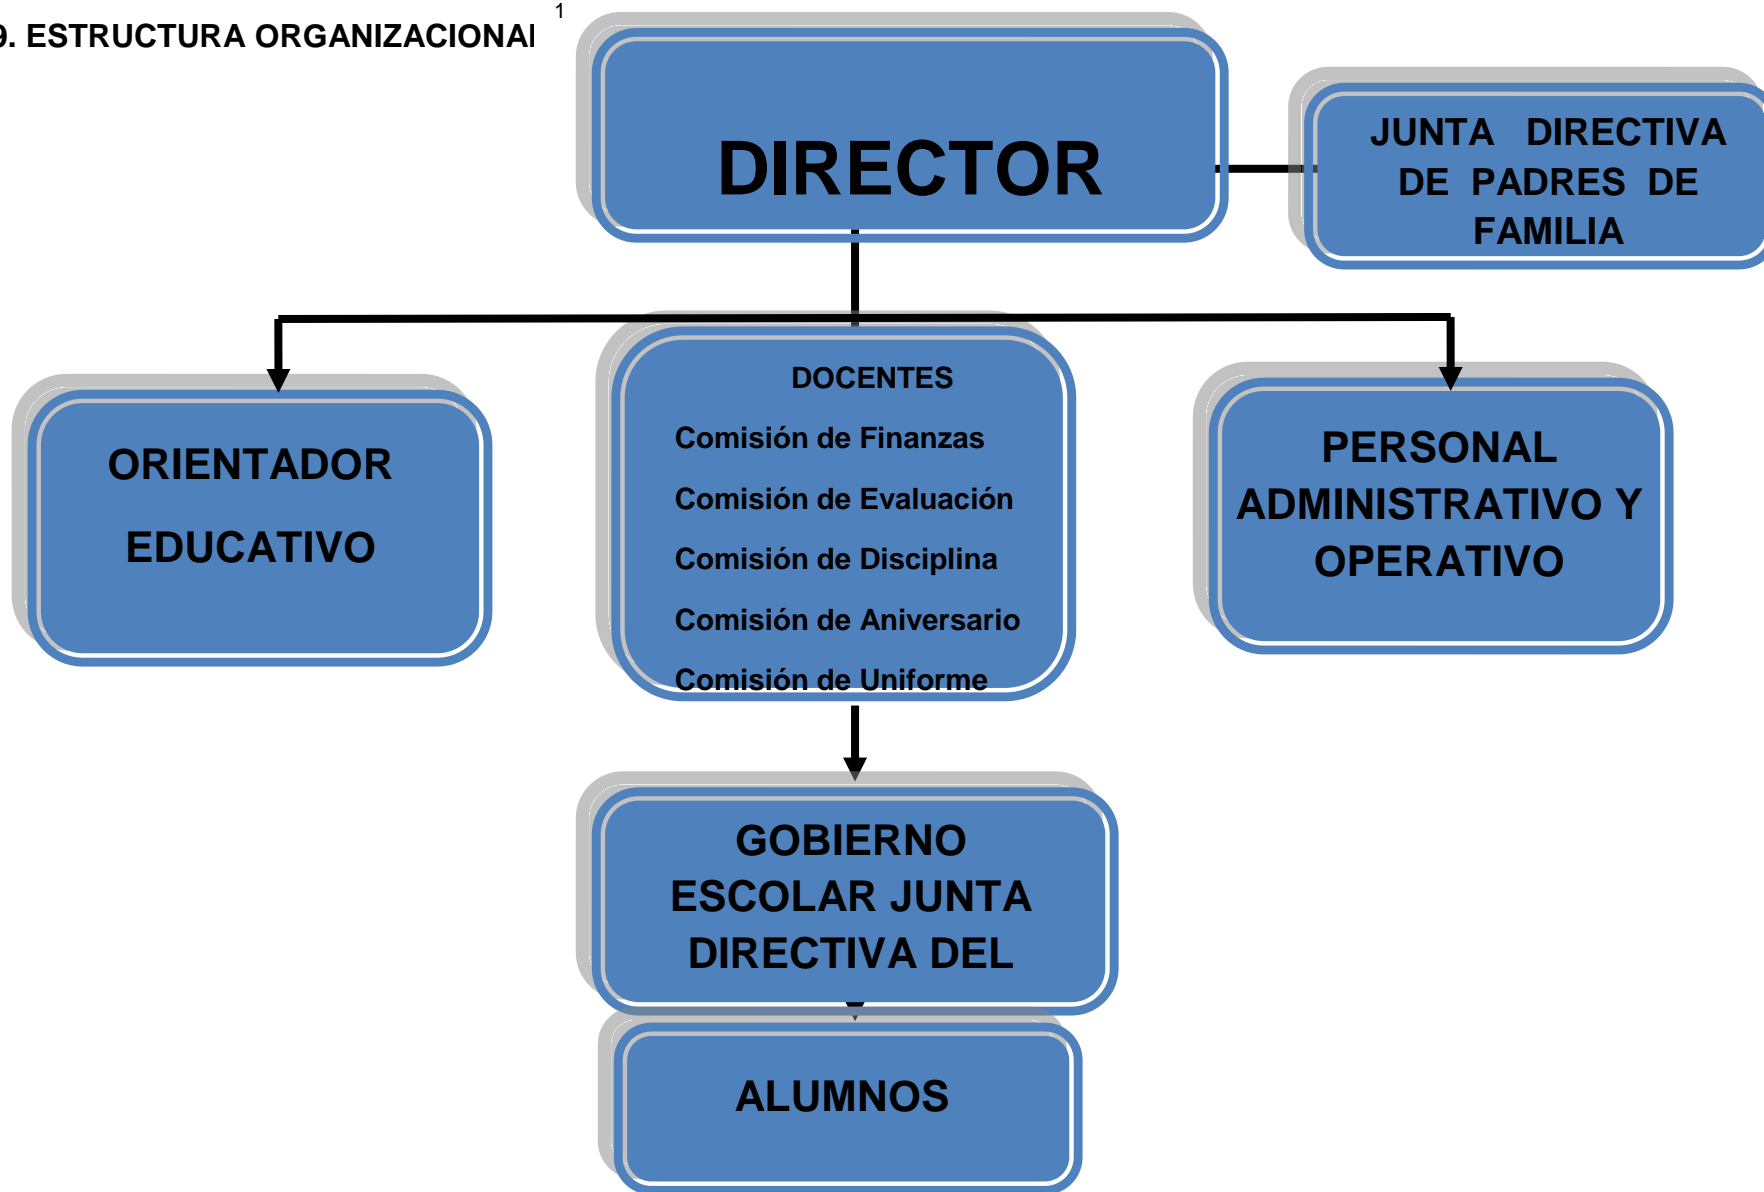 9. ESTRUCTURA ORGANIZACIONAL
1
DIRECTOR
JUNTA DIRECTIVA
DE PADRES DE
FAMILIA
ORIENTADOR
EDUCATIVO
DOCENTES
Comisión de Finanzas
Comisión de Evaluación
Comisión de Disciplina
Comisión de Aniversario
Comisión de Uniforme
PERSONAL
ADMINISTRATIVO Y
OPERATIVO
GOBIERNO
ESCOLAR JUNTA
DIRECTIVA DEL
ALUMNOS